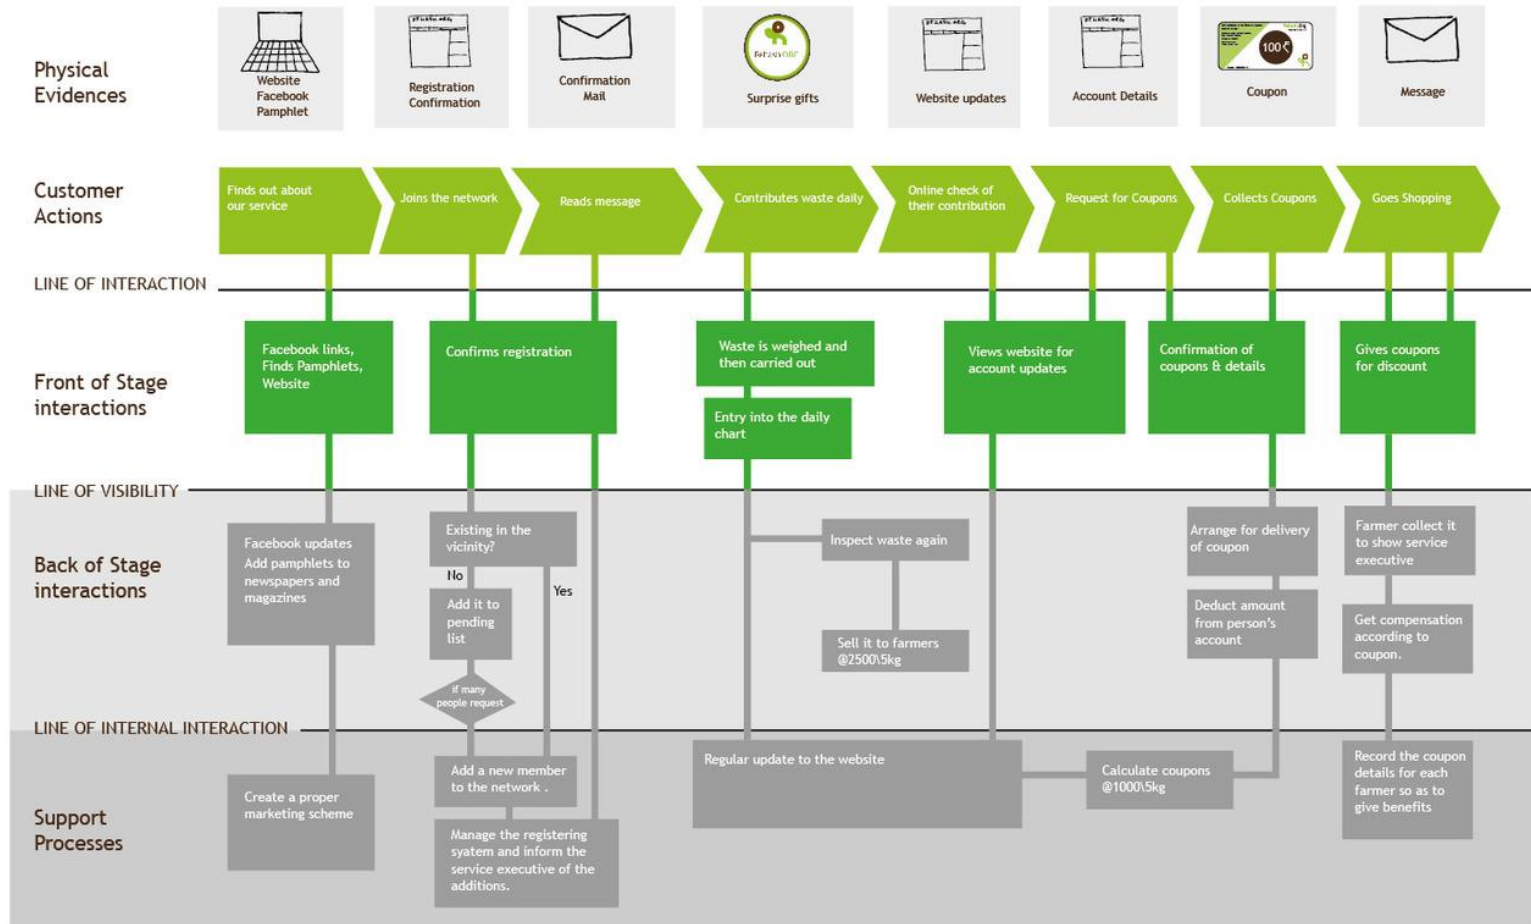 Physical
Evidences
Website
Facebook
Pamphlet
Registration
Confirmation
Confirmation
Mail
Surprise gifts
Website updates
Account Details
100₹
Coupon
Message
Customer
Actions
Finds out about
our service
Joins the network
Reads message
Contributes waste daily
Online check of
their contribution
Request for Coupons
Collects Coupons
Goes Shopping
LINE OF INTERACTION
Front of Stage
interactions
Facebook links,
Finds Pamphlets,
Website
Confirms registration
Waste is weighed and
then carried out
Entry into the daily
chart
Views website for
account updates
Confirmation of
coupons & details
Gives coupons
for discount
LINE OF VISIBILITY
Back of Stage
interactions
Facebook updates
Add pamphlets to
newspapers and
magazines
Existing in the
vicinity?
No
Yes
Add it to
pending
list
if many
people request
Inspect waste again
Sell it to farmers
@2500\5kg
Arrange for delivery
of coupon
Deduct amount
from person's
account
Farmer collect it
to show service
executive
Get compensation
according to
coupon.
LINE OF INTERNAL INTERACTION
Support
Processes
Create a proper
marketing scheme
Add a new member
to the network .
Manage the registering
syatem and inform the
service executive of the
additions.
Regular update to the website
Calculate coupons
@1000\5kg
Record the coupon
details for each
farmer so as to
give benefits